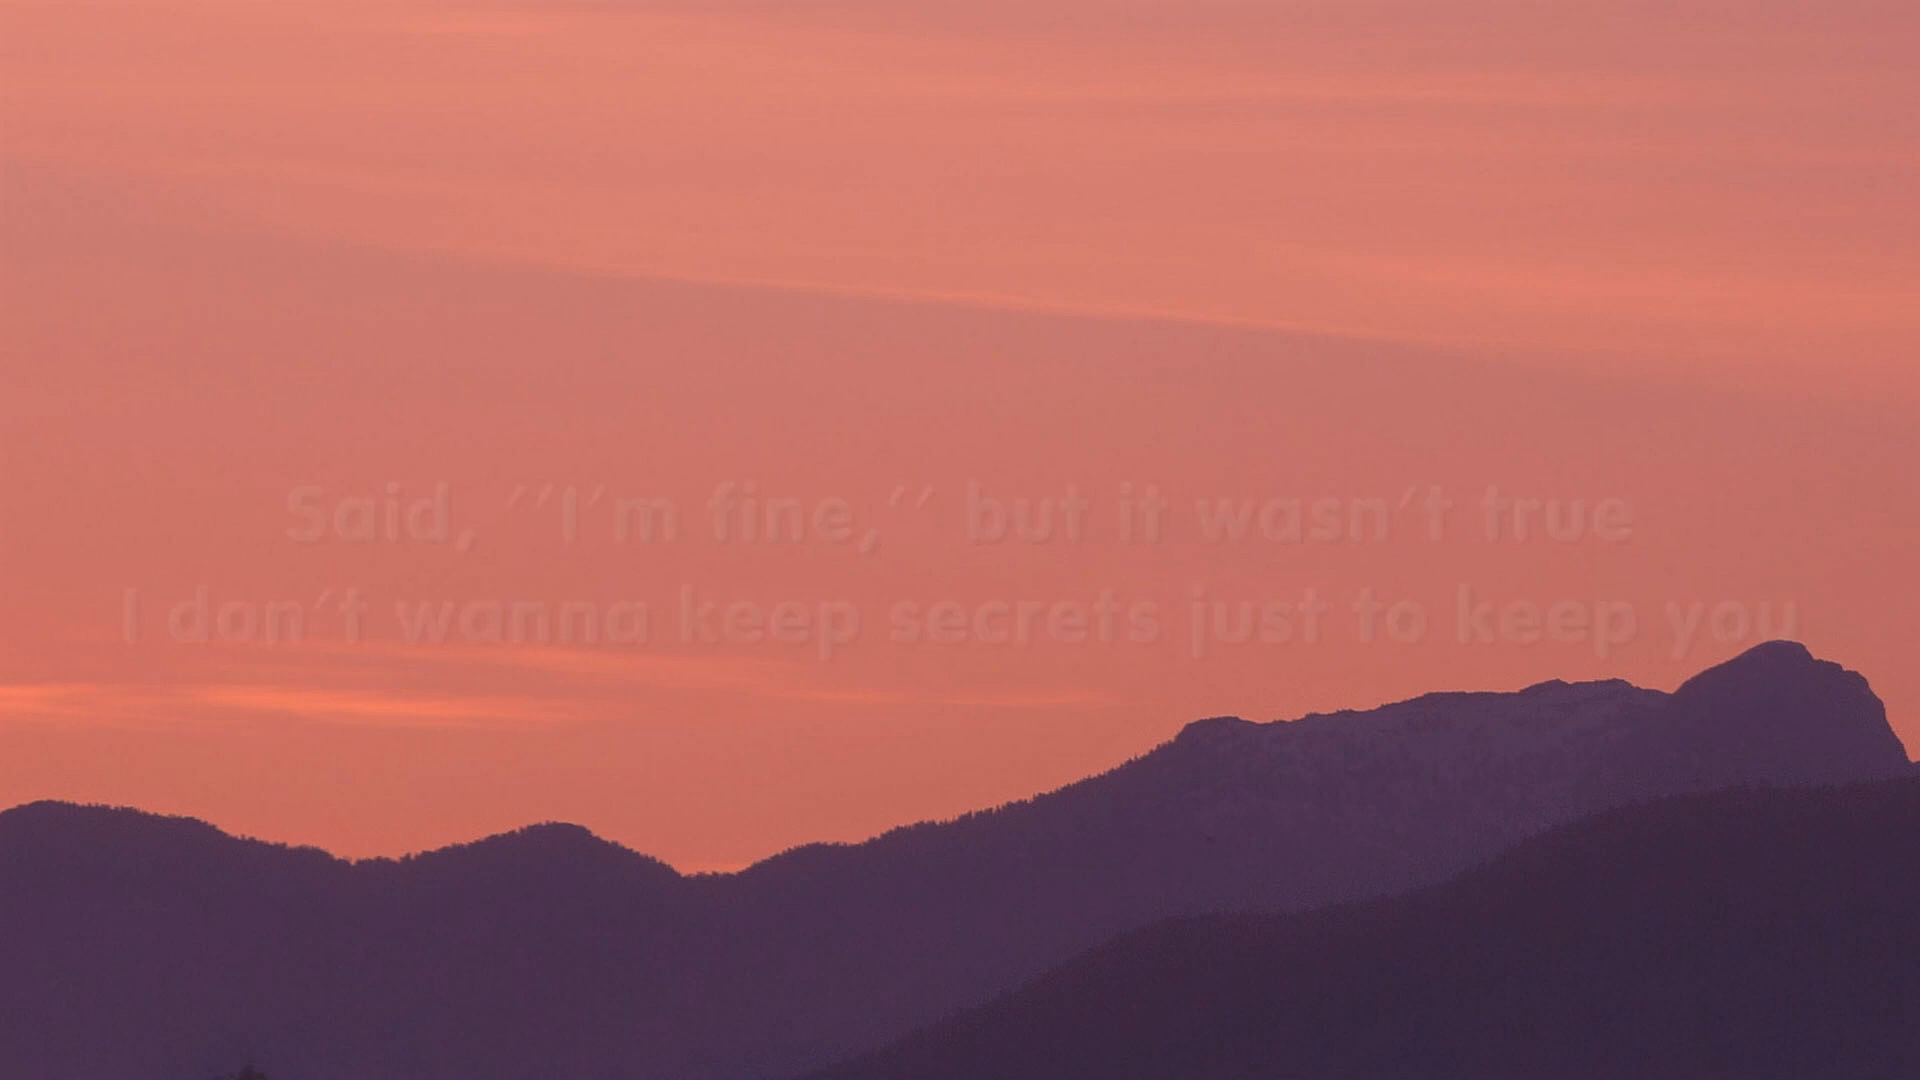 Said, "I'm fine," but it wasn't true
I don't wanna keep secrets just to keep you